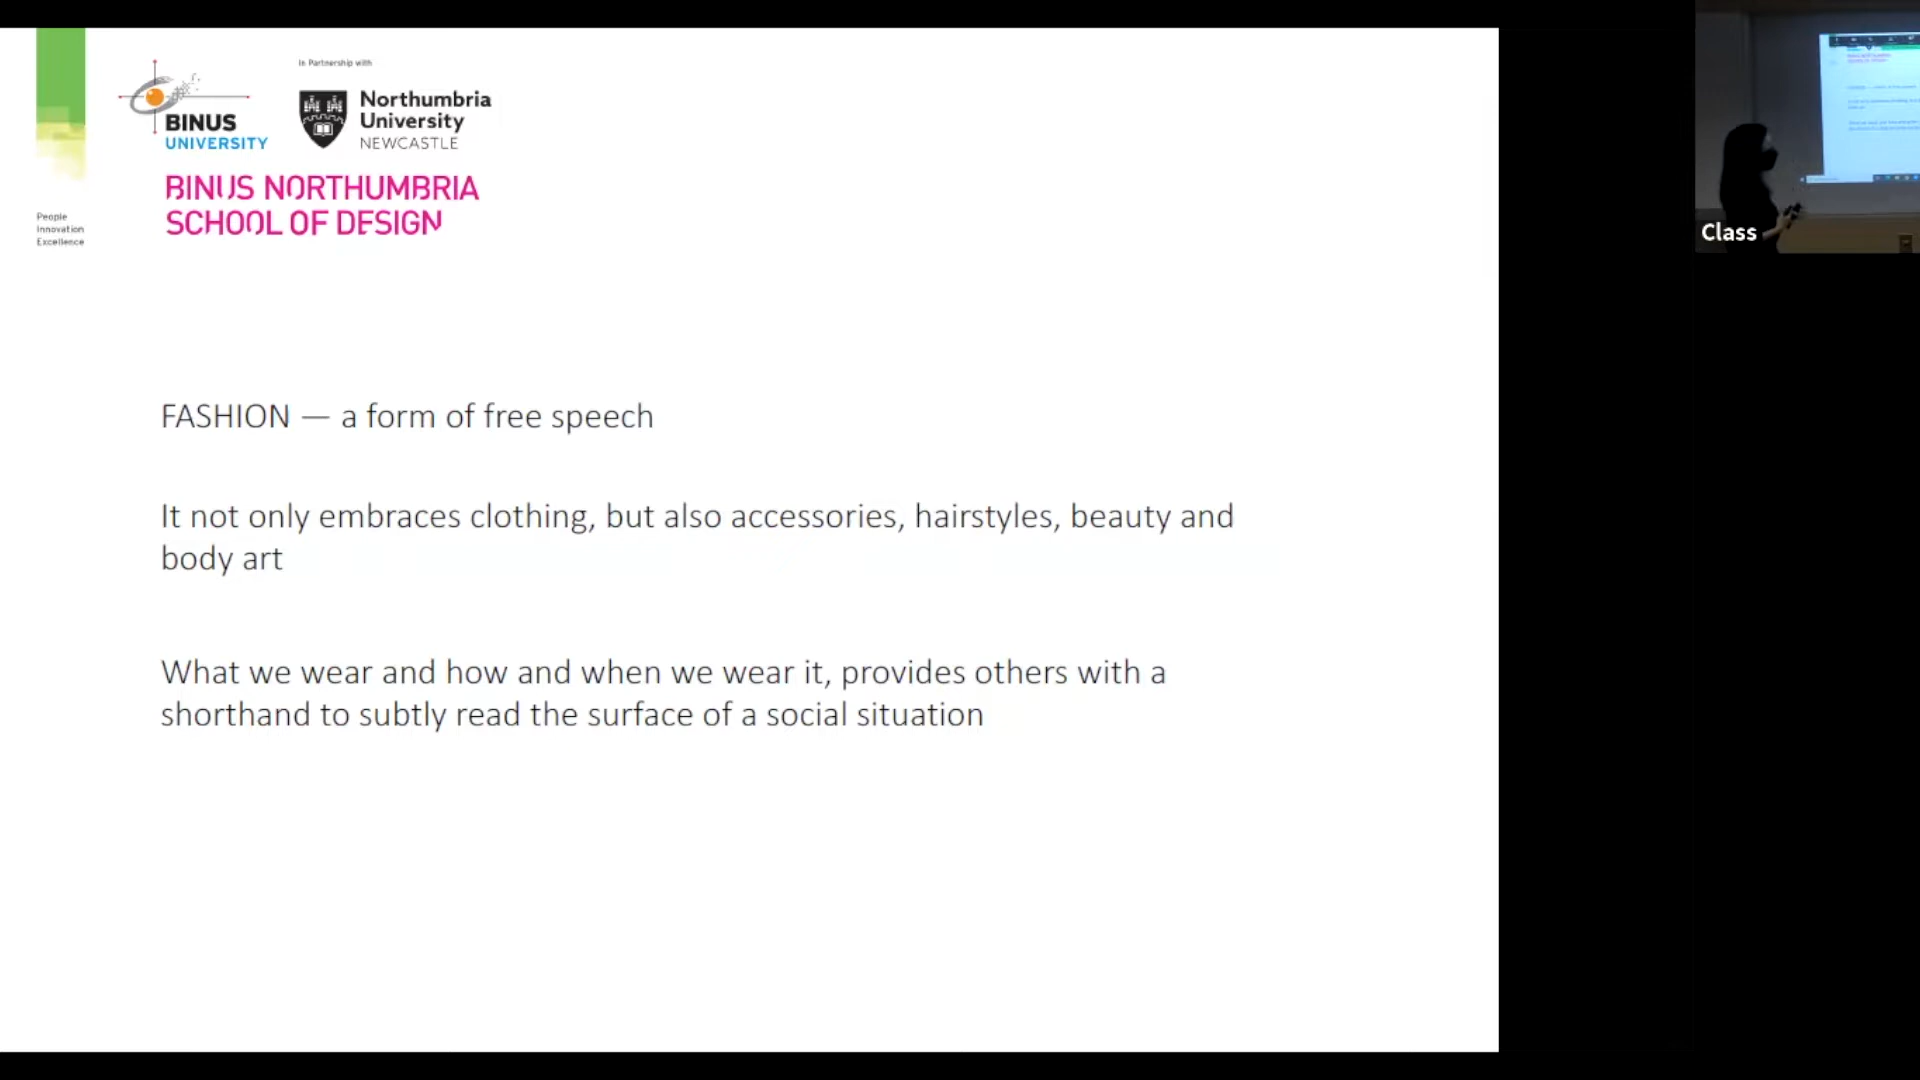 In Partnership with
BINUS
UNIVERSITY
Northumbria
University
NEWCASTLE
BINUS NORTHUMBRIA
SCHOOL OF DESIGN
People
Innovation
Excellence
FASHION — a form of free speech
It not only embraces clothing, but also accessories, hairstyles, beauty and
body art
What we wear and how and when we wear it, provides others with a
shorthand to subtly read the surface of a social situation
Class